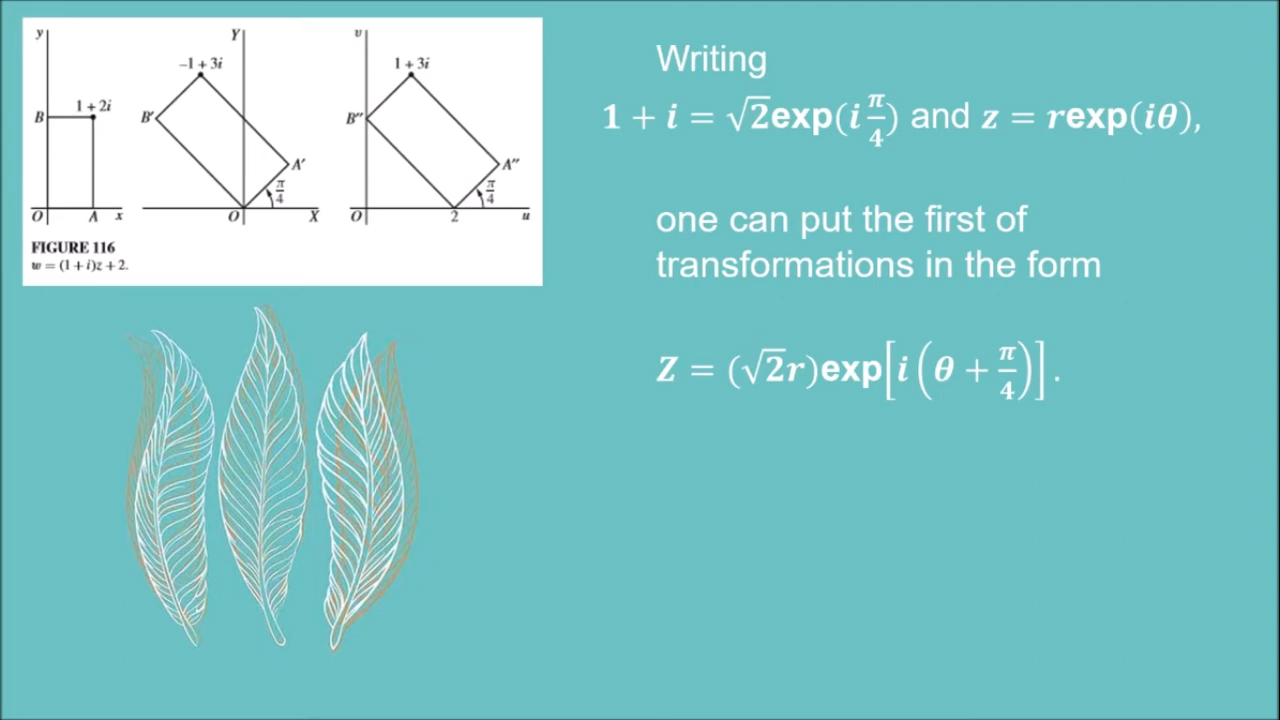 y
B
1 + 2i
O
A
x
Y
−1 + 3i
B′
A′
π/4
O
X
v
1 + 3i
B″
A″
π/4
O
2
u
FIGURE 116
w = (1 + i)z + 2.
Writing
1 + i = √2exp(i π/4) and z = rexp(iθ),
one can put the first of
transformations in the form
Z = (√2r)exp[i(θ + π/4)].